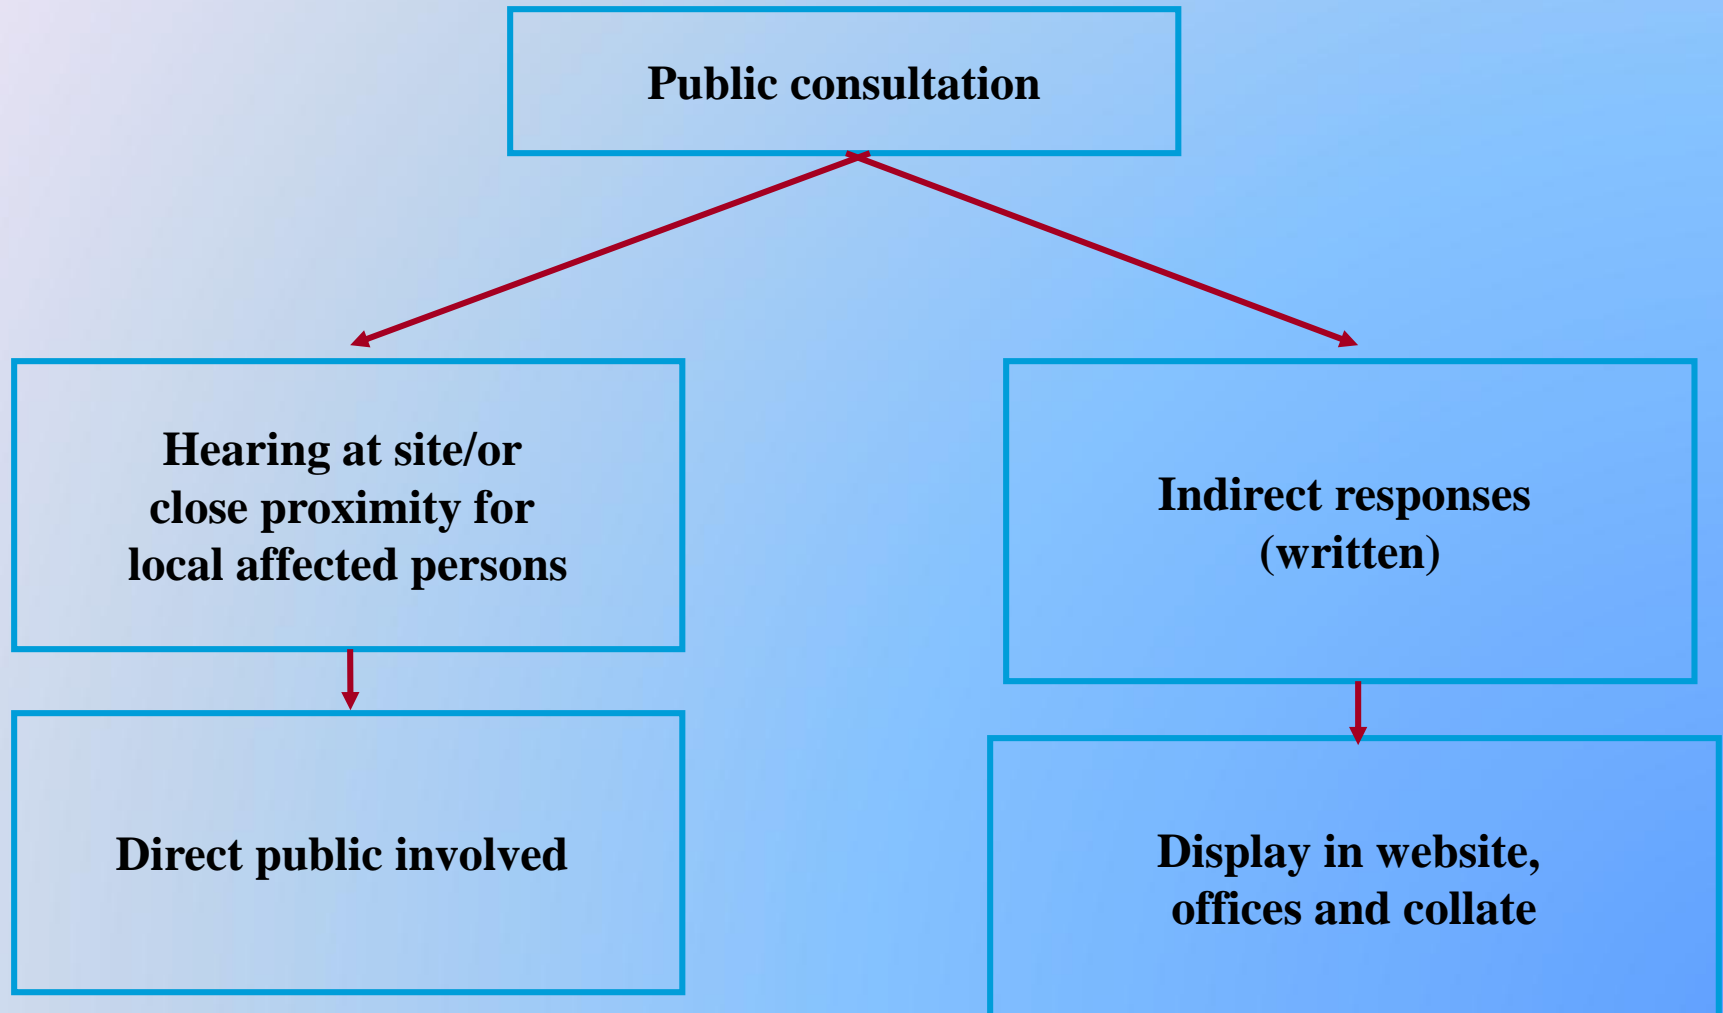 Public consultation
Hearing at site/or
close proximity for
local affected persons
Indirect responses
(written)
Direct public involved
Display in website,
offices and collate